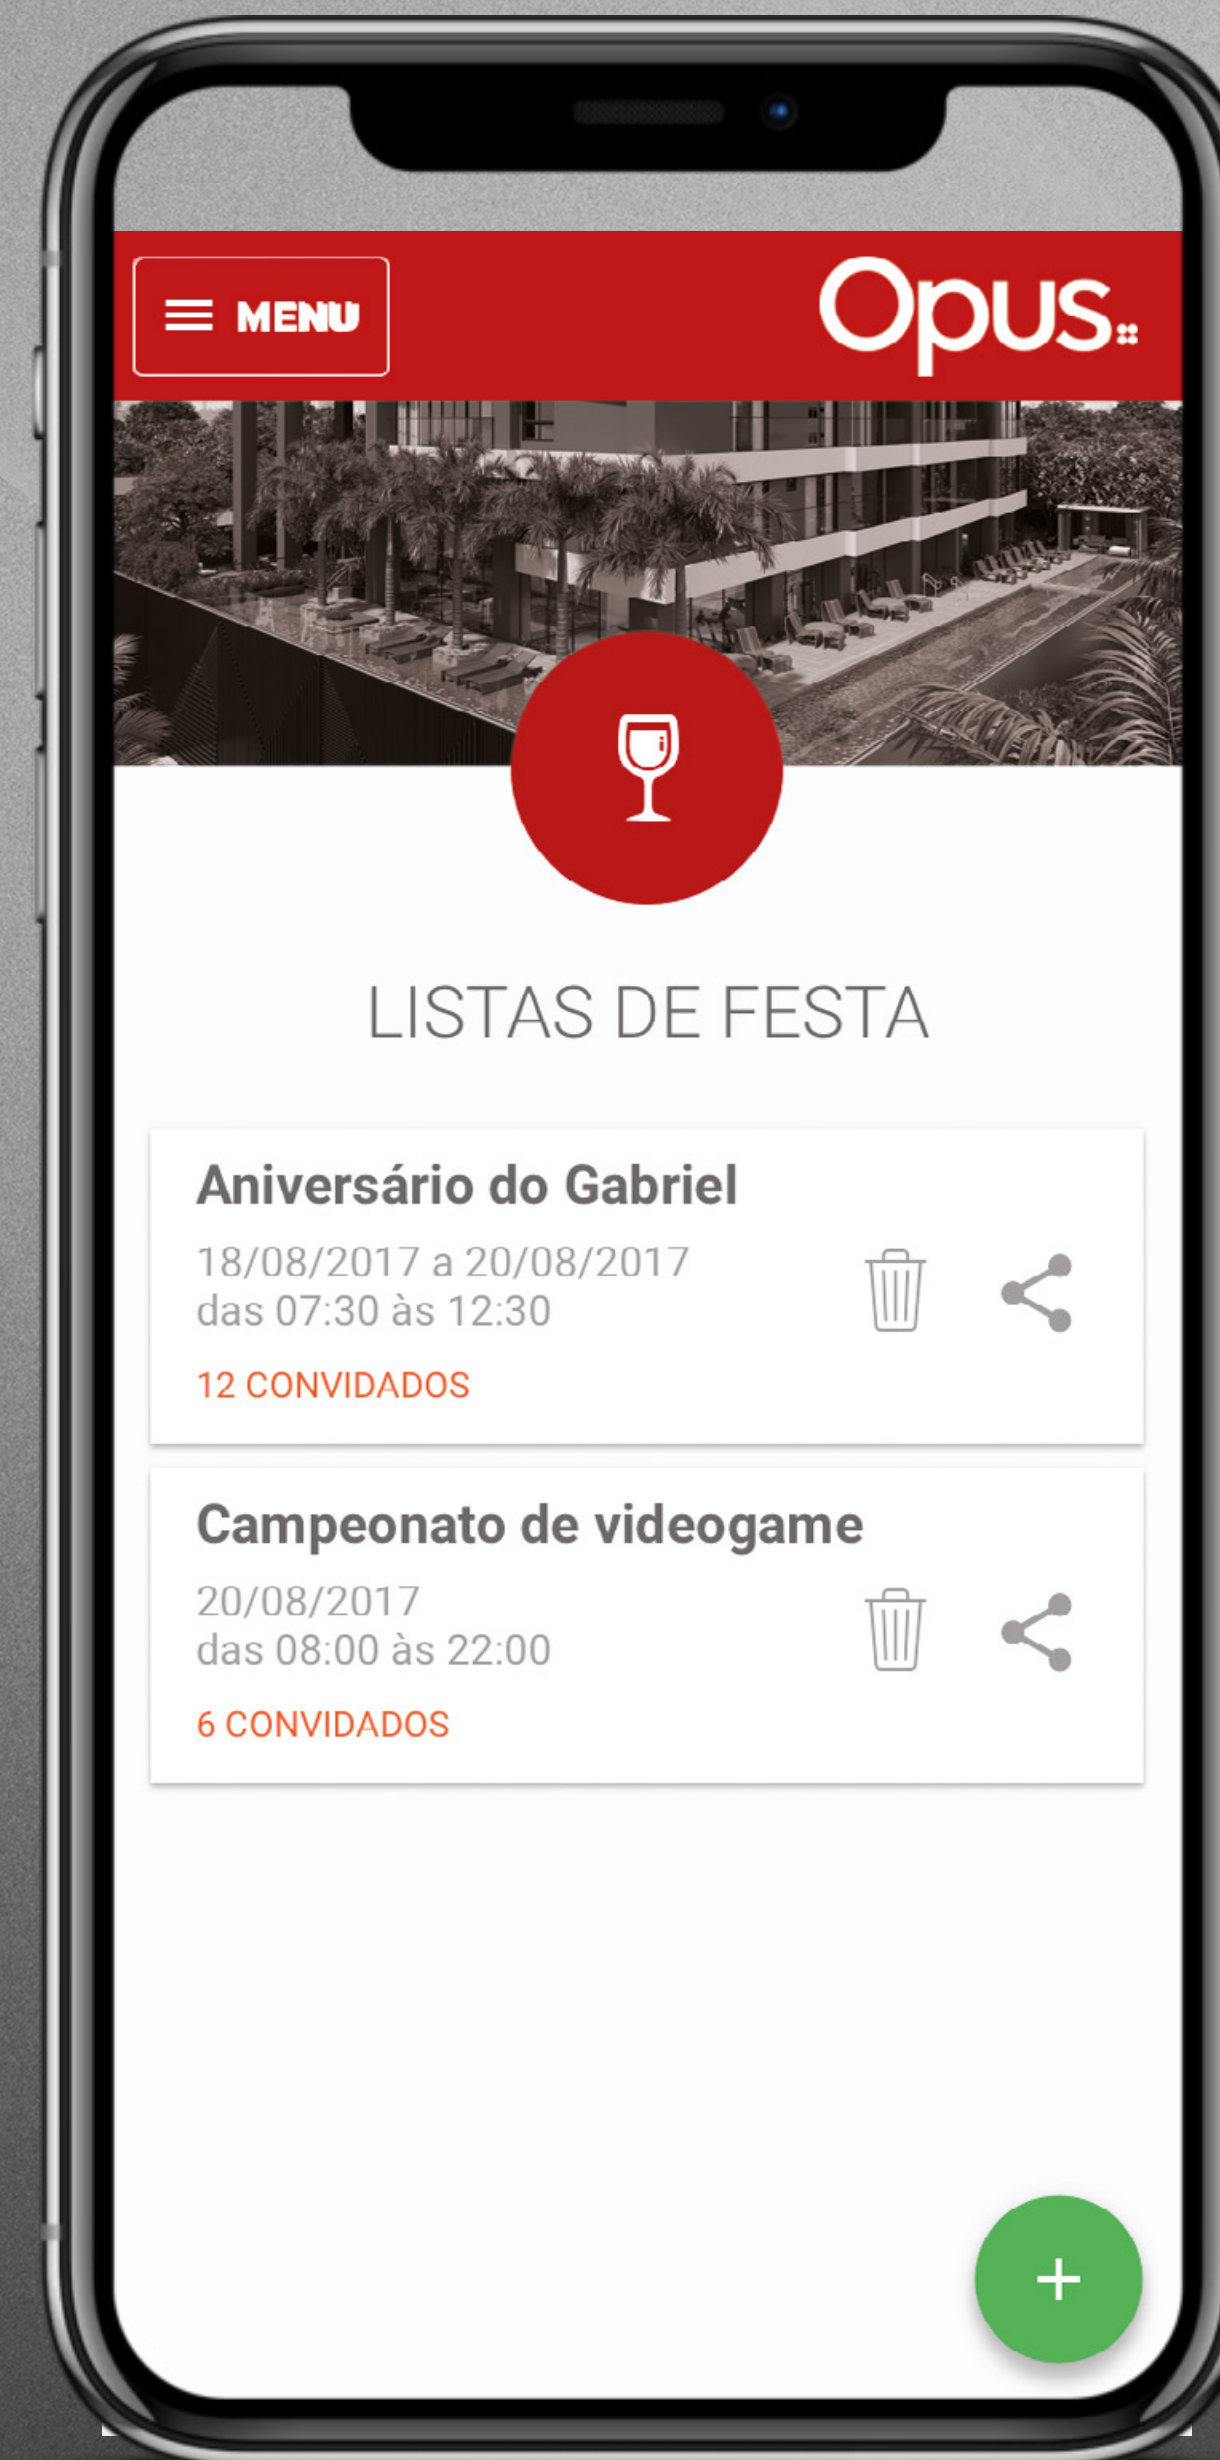 MENU
Opus
LISTAS DE FESTA
Aniversário do Gabriel
18/08/2017 a 20/08/2017
das 07:30 às 12:30
12 CONVIDADOS
Campeonato de videogame
20/08/2017
das 08:00 às 22:00
6 CONVIDADOS
+